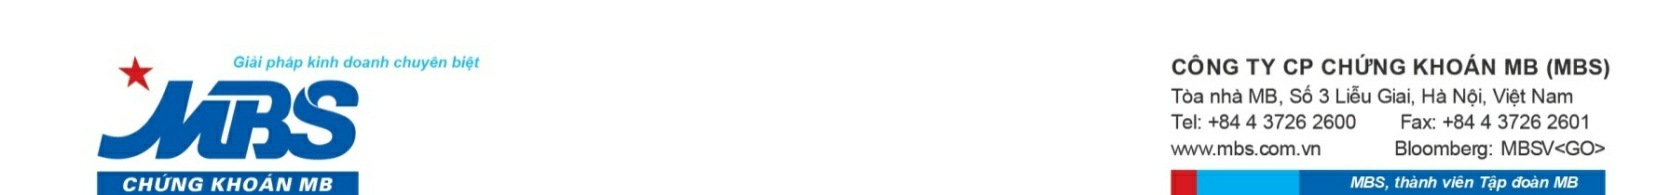 Giải pháp kinh doanh chuyên biệt
MBS
CHỨNG KHOÁN MB
CÔNG TY CP CHỨNG KHOÁN MB (MBS)
Tòa nhà MB, Số 3 Liễu Giai, Hà Nội, Việt Nam
Tel: +84 4 3726 2600 Fax: +84 4 3726 2601
www.mbs.com.vn Bloomberg: MBSV<GO>
MBS, thành viên Tập đoàn MB